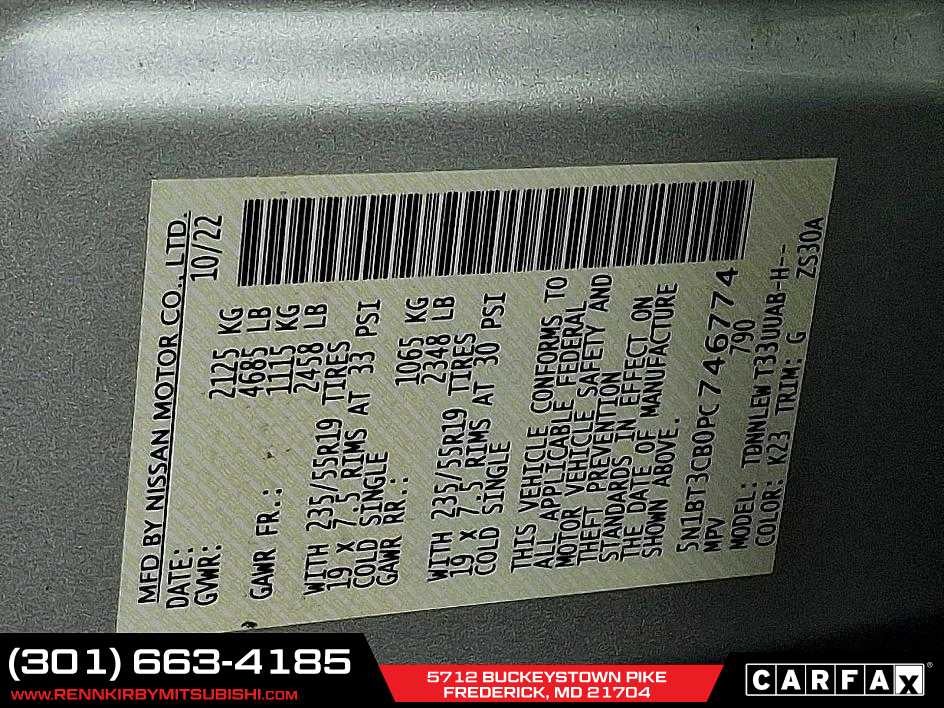 MFD BY NISSAN MOTOR CO., LTD.
DATE: 10/22
GVWR: 2125 KG
4685 LB
GAWR FR.: 1115 KG
2458 LB
WITH 235/55R19 TIRES
19 X 7.5 RIMS AT 33 PSI
COLD SINGLE
GAWR RR.: 1065 KG
2348 LB
WITH 235/55R19 TIRES
19 X 7.5 RIMS AT 30 PSI
COLD SINGLE
THIS VEHICLE CONFORMS TO
ALL APPLICABLE FEDERAL
MOTOR VEHICLE SAFETY AND
THEFT PREVENTION
STANDARDS IN EFFECT ON
THE DATE OF MANUFACTURE
SHOWN ABOVE.
5N1BT3CB0PC746774
MPV 790
MODEL: TDNNLEW T33UUAB-H--
COLOR: K23 TRIM: G ZS30A
(301) 663-4185
WWW.RENNKIRBYMITSUBISHI.COM
5712 BUCKEYSTOWN PIKE
FREDERICK, MD 21704
CARFAX